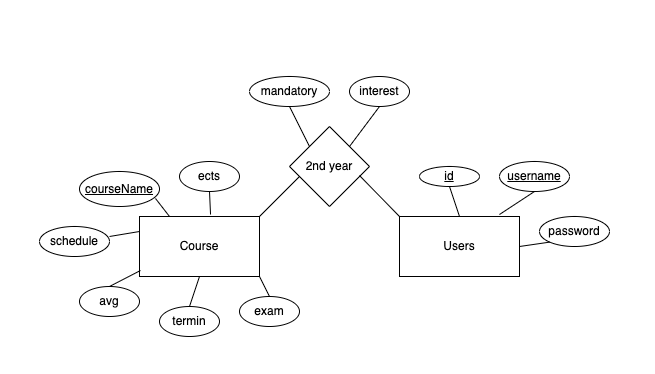 mandatory
interest
2nd year
ects
id
username
courseName
password
schedule
Course
Users
avg
termin
exam